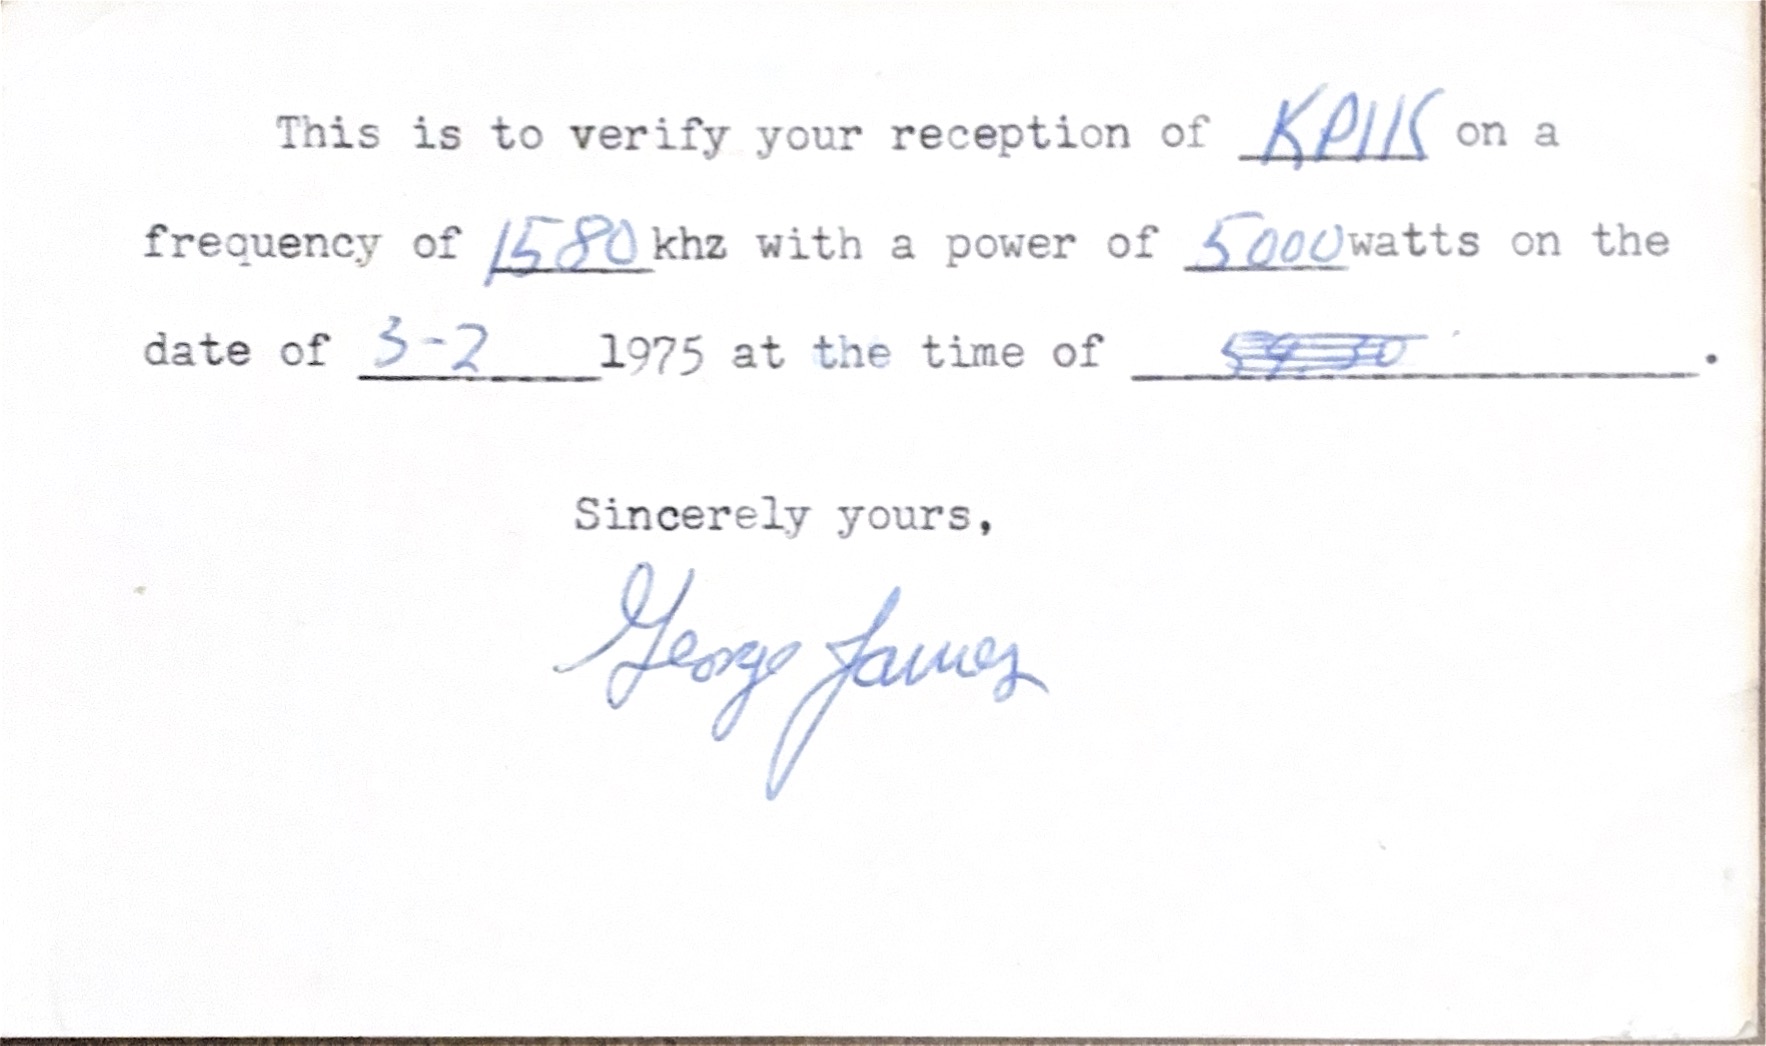 This is to verify your reception of KPIK on a
frequency of 1580 khz with a power of 5000 watts on the
date of 3-2 1975 at the time of .
Sincerely yours,
George James